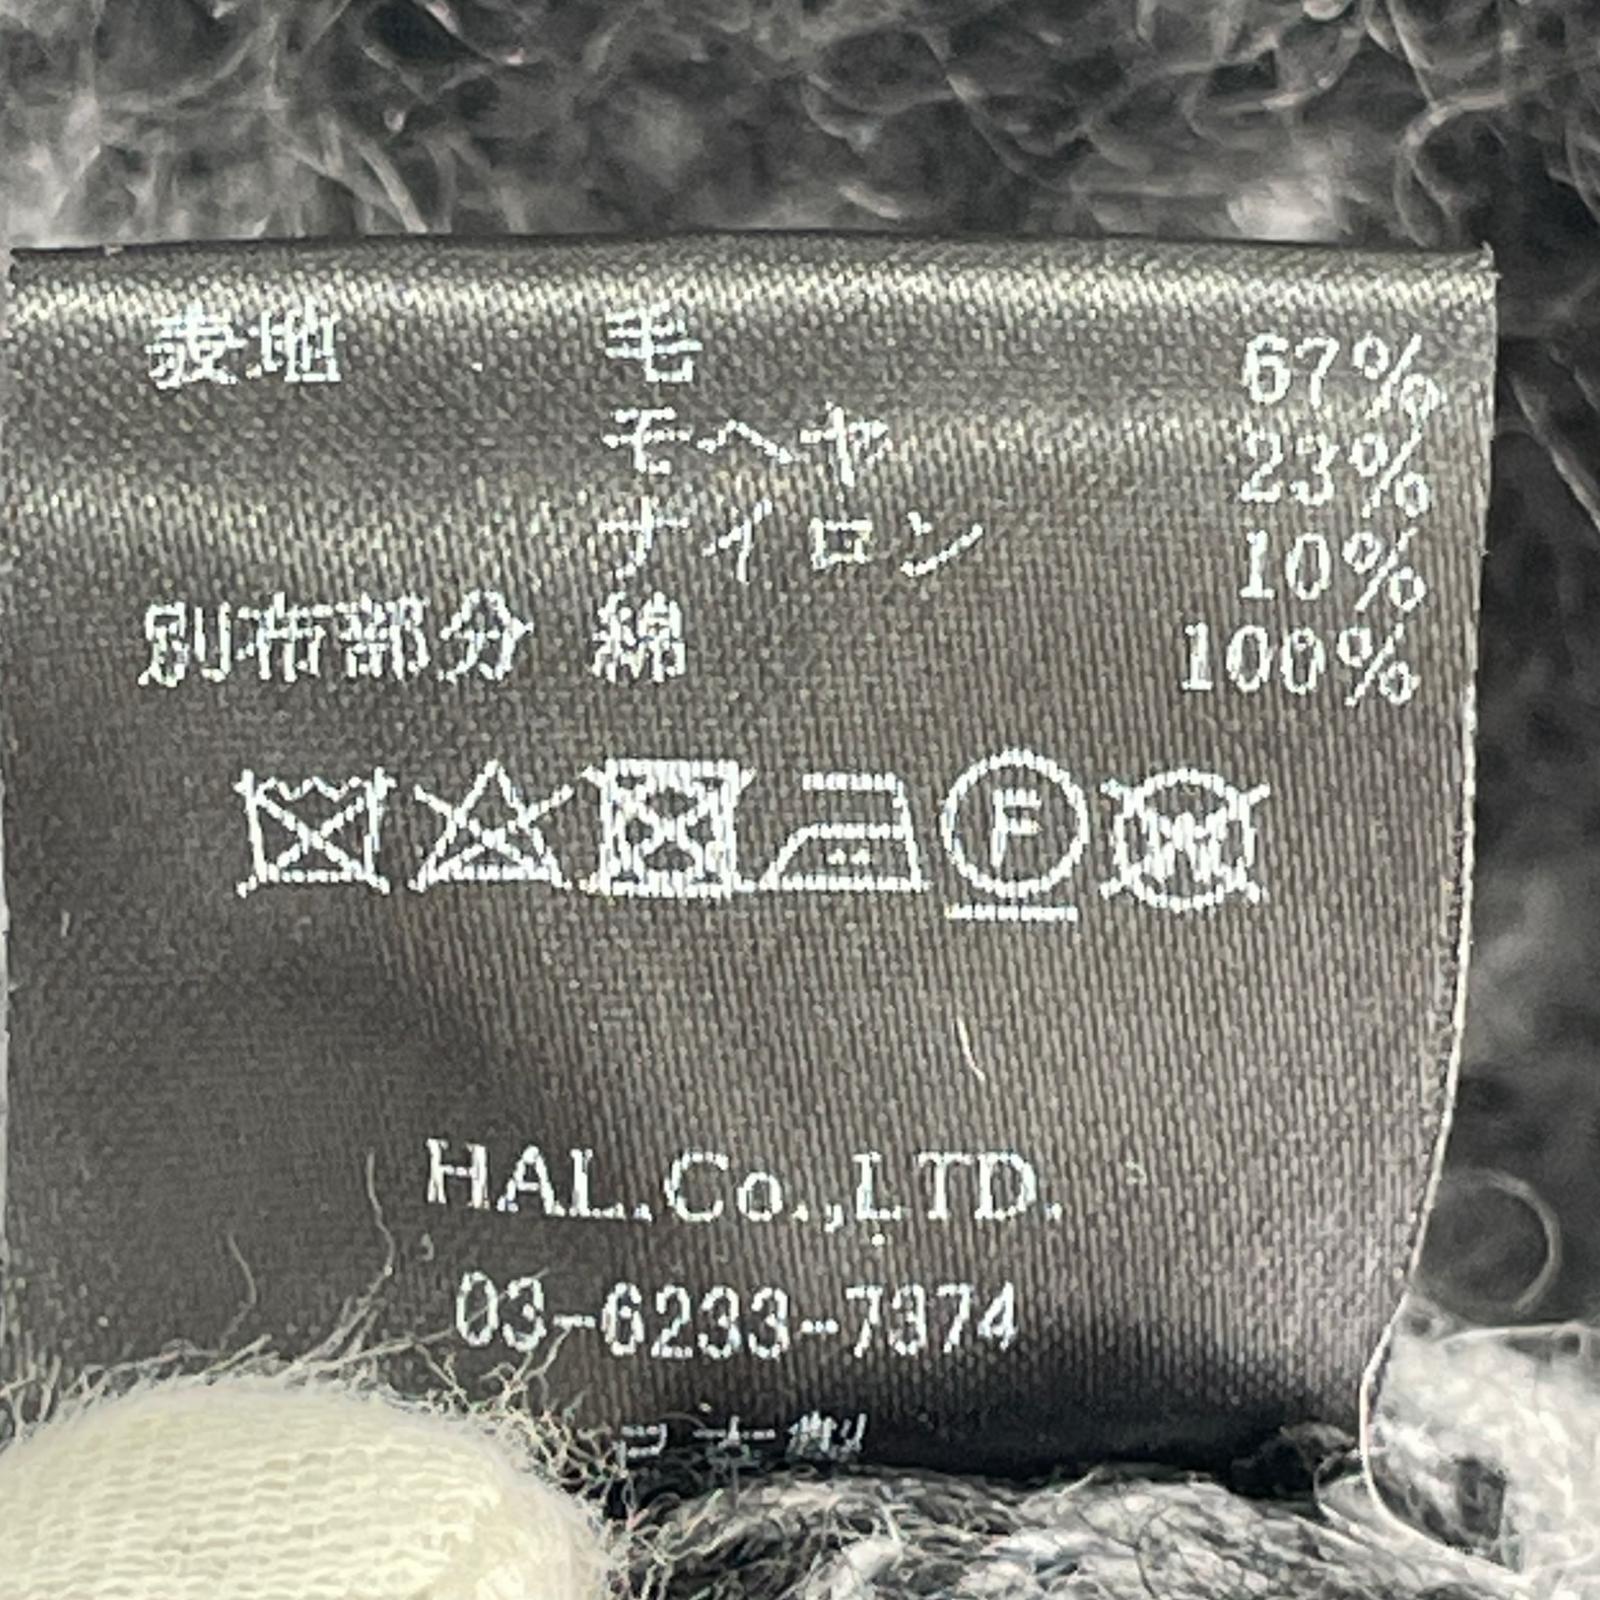 表地 毛 67%
モヘヤ 23%
ナイロン 10%
別布部分 綿 100%
F W
HAL.Co.,LTD.
03-6233-7374